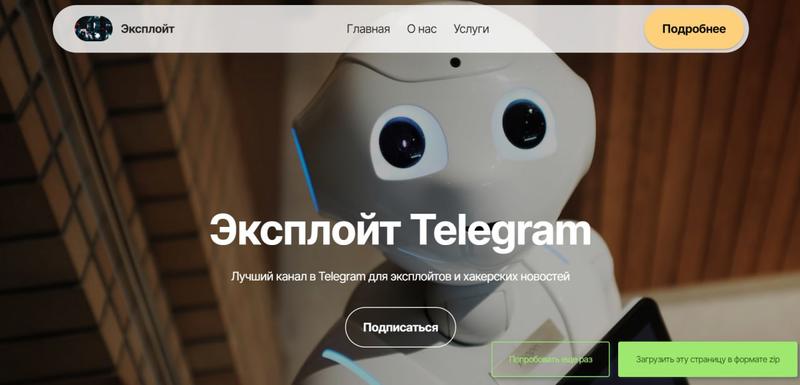 Эксплойт
Главная О нас Услуги
Подробнее
Эксплойт Telegram
Лучший канал в Telegram для эксплойтов и хакерских новостей
Подписаться
Попробовать еще раз
Загрузить эту страницу в формате zip